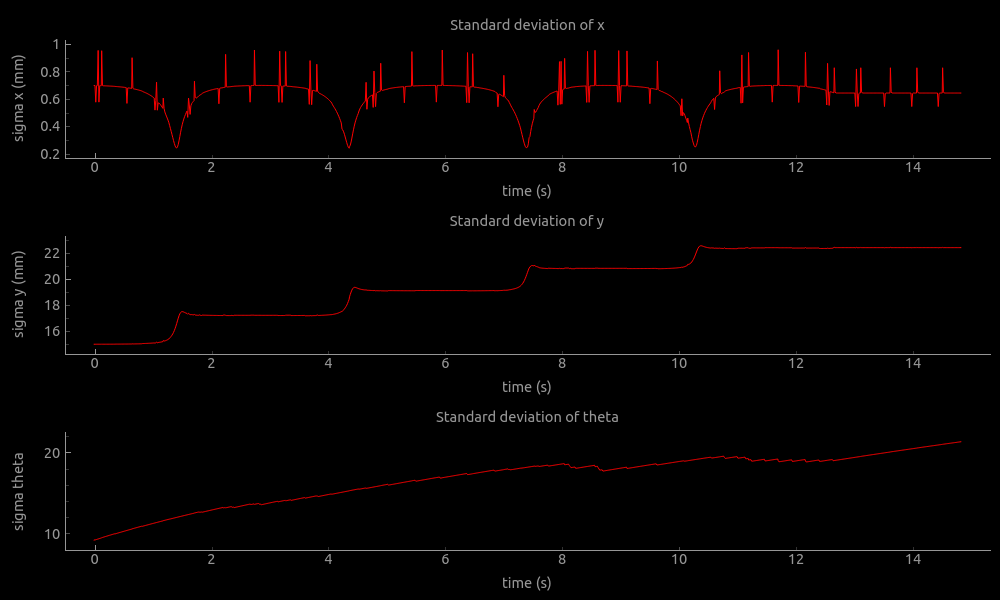 Standard deviation of x
sigma x (mm)
1
0.8
0.6
0.4
0.2
0 2 4 6 8 10 12 14
time (s)
Standard deviation of y
sigma y (mm)
22
20
18
16
0 2 4 6 8 10 12 14
time (s)
Standard deviation of theta
sigma theta
20
10
0 2 4 6 8 10 12 14
time (s)